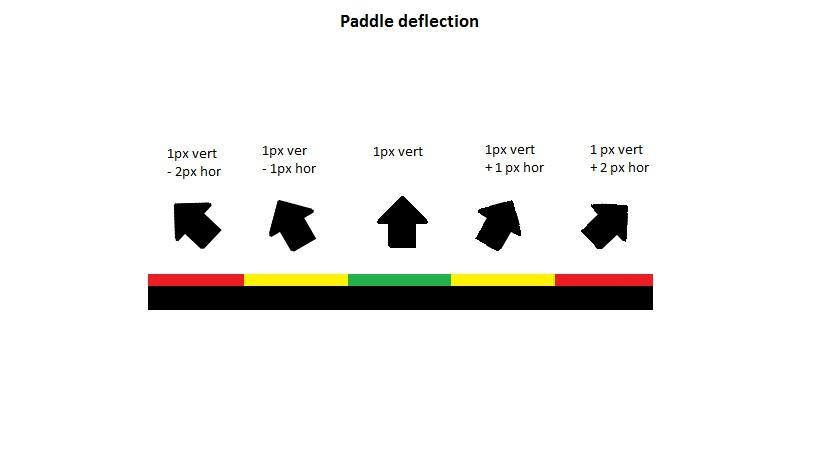 Paddle deflection
1px vert
- 2px hor
1px ver
- 1px hor
1px vert
1px vert
+ 1 px hor
1 px vert
+ 2 px hor